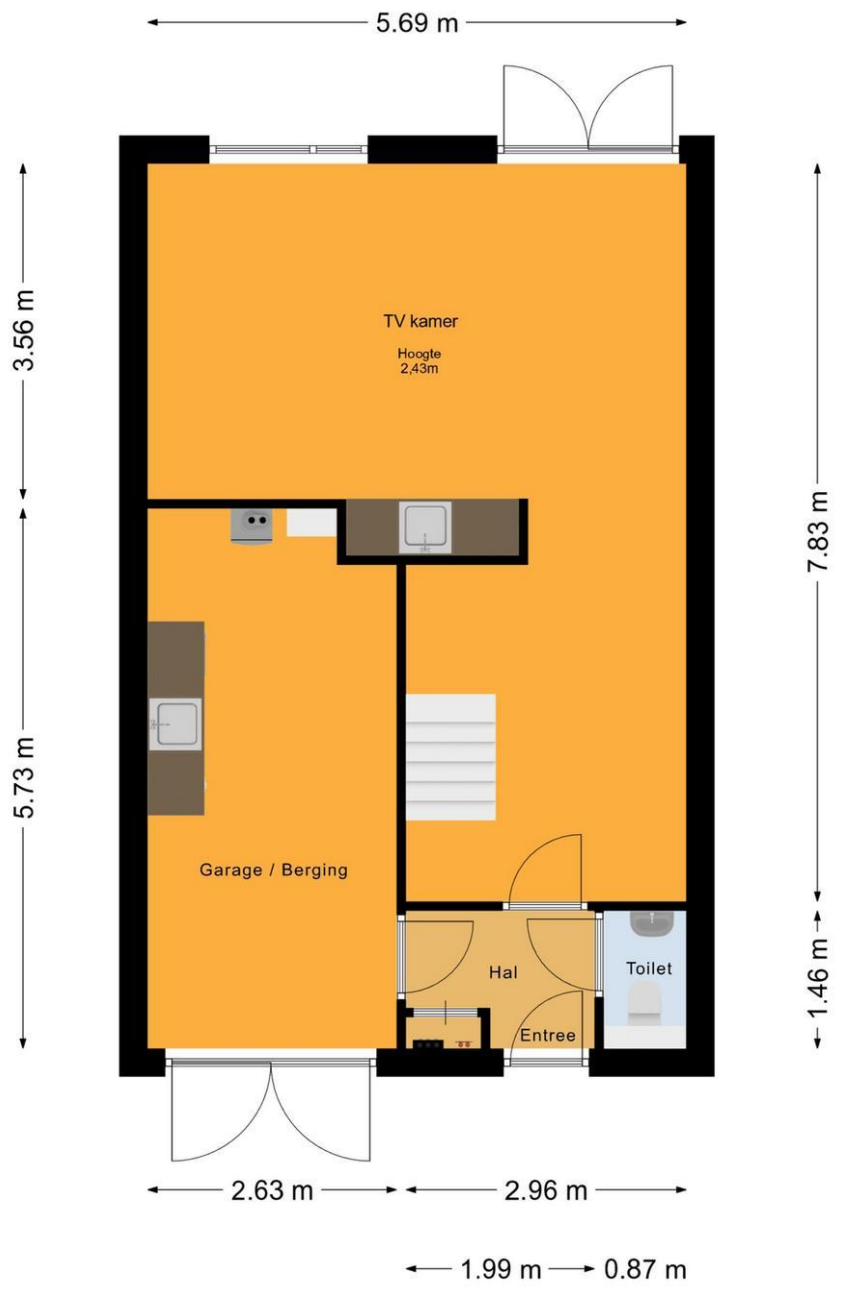 5.69 m
3.56 m
TV kamer
Hoogte
2,43m
7.83 m
5.73 m
Garage / Berging
Hal
Toilet
1.46 m
Entree
2.63 m
2.96 m
1.99 m
0.87 m